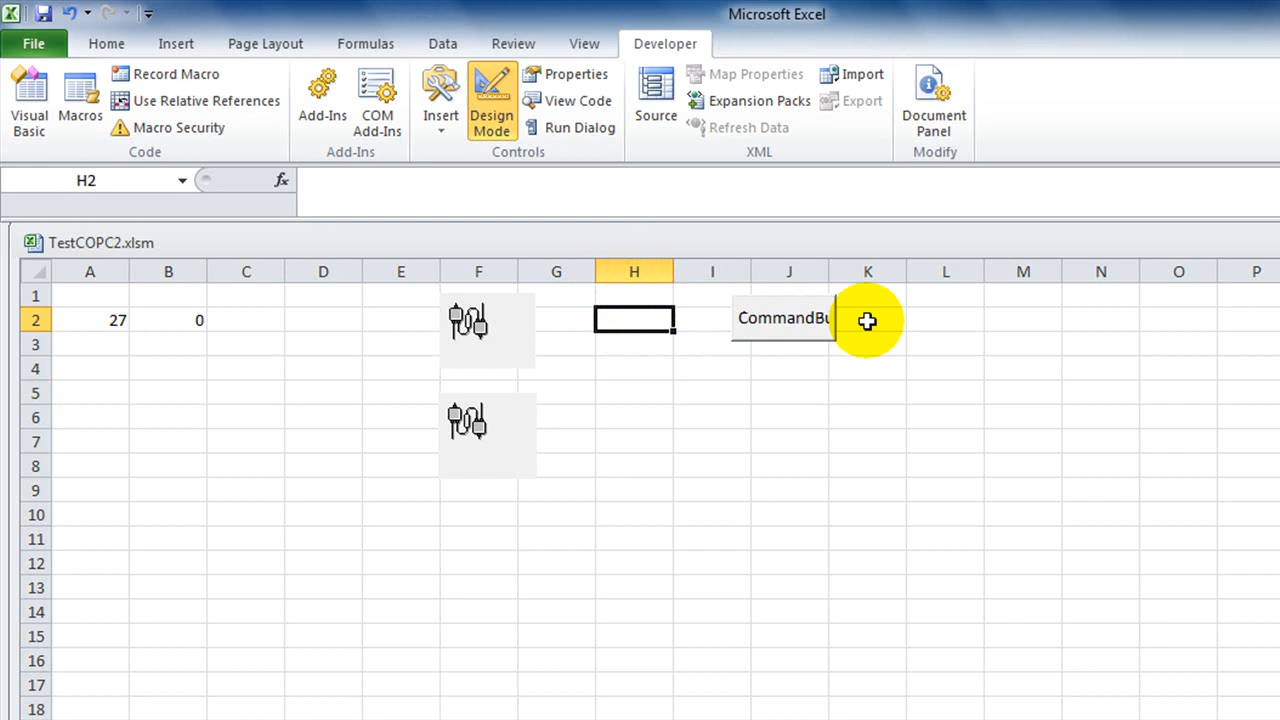 Microsoft Excel
File Home Insert Page Layout Formulas Data Review View Developer
Visual Basic
Macros
Record Macro
Use Relative References
Macro Security
Code
Add-Ins
COM Add-Ins
Add-Ins
Insert
Design Mode
Properties
View Code
Run Dialog
Controls
Source
Map Properties
Expansion Packs
Refresh Data
Import
Export
XML
Document Panel
Modify
H2 fx
TestCOPC2.xlsm
A B C D E F G H I J K L M N O P
1
2 27 0 CommandBu
3
4
5
6
7
8
9
10
11
12
13
14
15
16
17
18